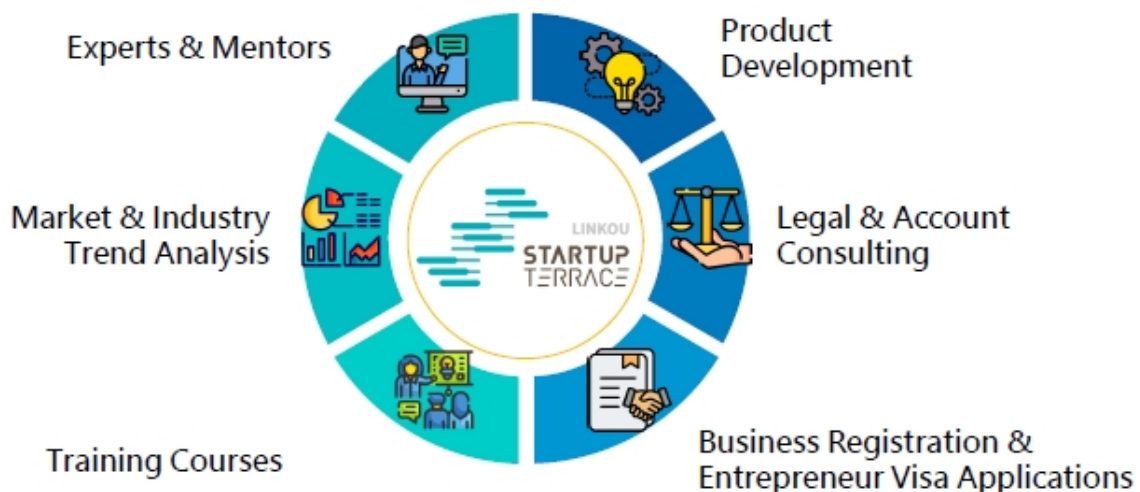 Experts & Mentors
Product
Development
Market & Industry
Trend Analysis
LINKOU
STARTUP
TERRACE
Legal & Account
Consulting
Training Courses
Business Registration &
Entrepreneur Visa Applications